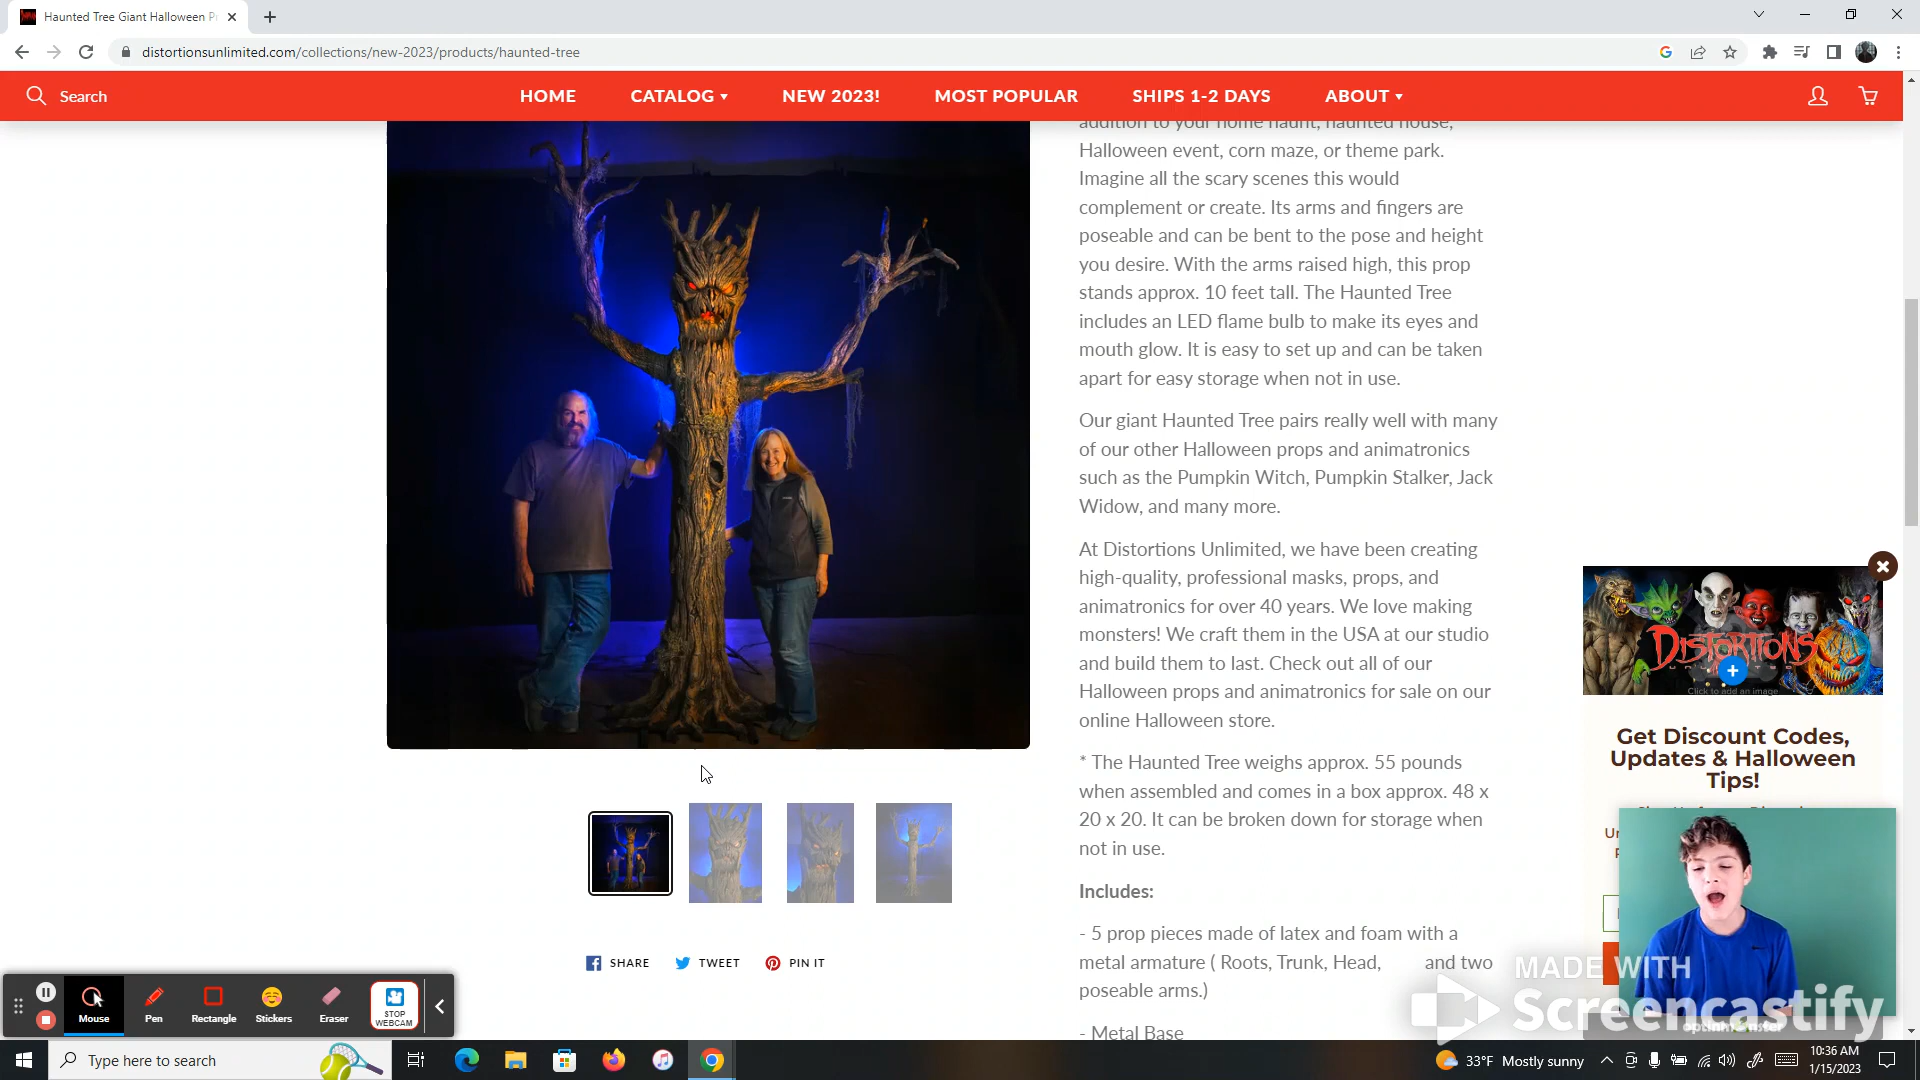 Haunted Tree Giant Halloween P
distortionsunlimited.com/collections/new-2023/products/haunted-tree
Search
HOME
CATALOG
NEW 2023!
MOST POPULAR
SHIPS 1-2 DAYS
ABOUT
addition to your home haunt, haunted house,
Halloween event, corn maze, or theme park.
Imagine all the scary scenes this would
complement or create. Its arms and fingers are
poseable and can be bent to the pose and height
you desire. With the arms raised high, this prop
stands approx. 10 feet tall. The Haunted Tree
includes an LED flame bulb to make its eyes and
mouth glow. It is easy to set up and can be taken
apart for easy storage when not in use.
Our giant Haunted Tree pairs really well with many
of our other Halloween props and animatronics
such as the Pumpkin Witch, Pumpkin Stalker, Jack
Widow, and many more.
At Distortions Unlimited, we have been creating
high-quality, professional masks, props, and
animatronics for over 40 years. We love making
monsters! We craft them in the USA at our studio
and build them to last. Check out all of our
Halloween props and animatronics for sale on our
online Halloween store.
* The Haunted Tree weighs approx. 55 pounds
when assembled and comes in a box approx. 48 x
20 x 20. It can be broken down for storage when
not in use.
Includes:
- 5 prop pieces made of latex and foam with a
metal armature ( Roots, Trunk, Head, and two
poseable arms.)
- Metal Base
DISTORTIONS
UNLIMITED
Click to add an image
Get Discount Codes,
Updates & Halloween
Tips!
SHARE
TWEET
PIN IT
Mouse
Pen
Rectangle
Stickers
Eraser
STOP
WEBCAM
MADE WITH
Screencastify
Type here to search
33°F Mostly sunny
10:36 AM
1/15/2023